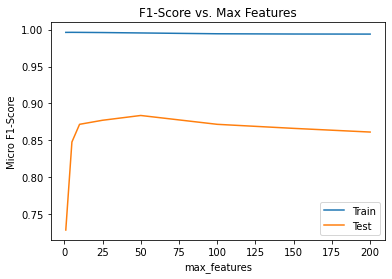 F1-Score vs. Max Features
Micro F1-Score
1.00
0.95
0.90
0.85
0.80
0.75
0 25 50 75 100 125 150 175 200
max_features
Train
Test